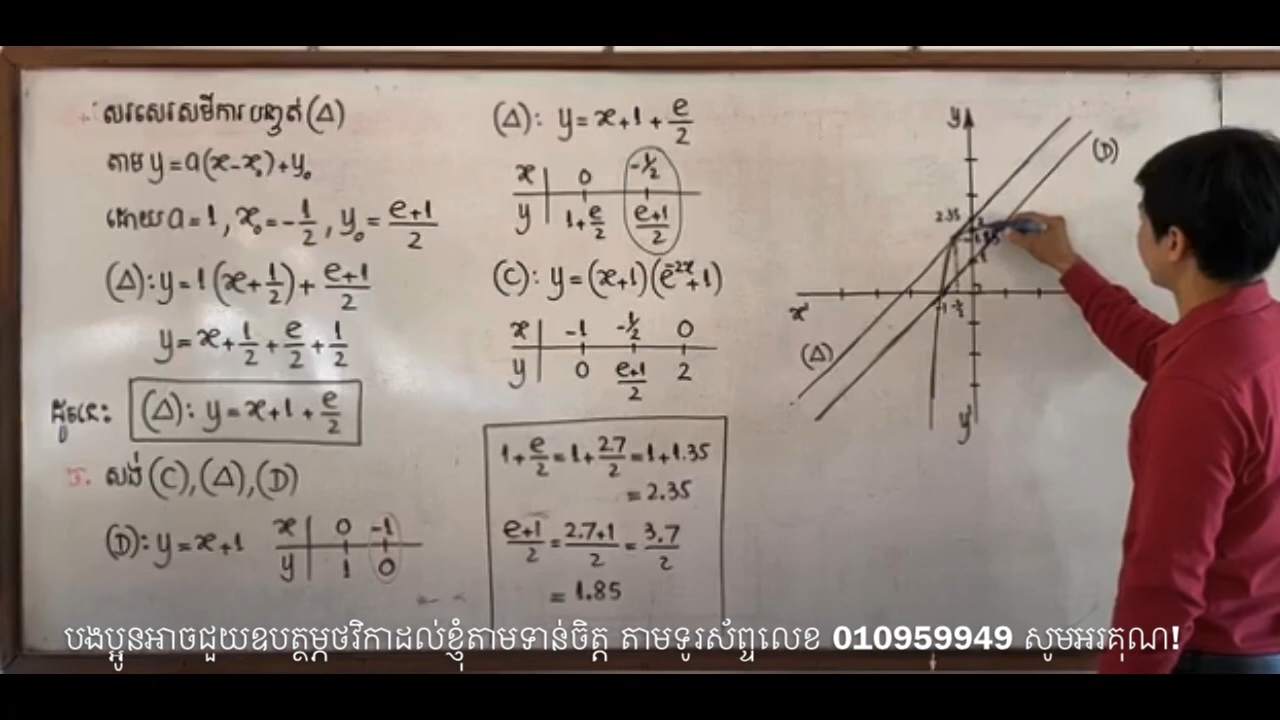 សរសេរសមីការបន្ទាត់ (Δ)
តាម y = a(x - x₀) + y₀
ដោយ a = 1 , x₀ = -1/2 , y₀ = (e+1)/2
(Δ): y = 1(x + 1/2) + (e+1)/2
y = x + 1/2 + e/2 + 1/2
ដូចនេះ (Δ): y = x + 1 + e/2
សង់ (C), (Δ), (D)
(D): y = x + 1
x | 0 -1
y | 1 0
(Δ): y = x + 1 + e/2
x | 0 -1/2
y | 1 + e/2 (e+1)/2
(C): y = (x+1)(e⁻²ˣ + 1)
x | -1 -1/2 0
y | 0 (e+1)/2 2
1 + e/2 = 1 + 2.7/2 = 1 + 1.35
= 2.35
(e+1)/2 = (2.7+1)/2 = 3.7/2
= 1.85
y
(D)
2.35
2
1.85
1
x'
-1 -1/2
(Δ)
y'
បងប្អូនអាចជួយឧបត្ថម្ភថវិកាដល់ខ្ញុំតាមទាន់ចិត្ត តាមទូរស័ព្ទលេខ 010959949 សូមអរគុណ!